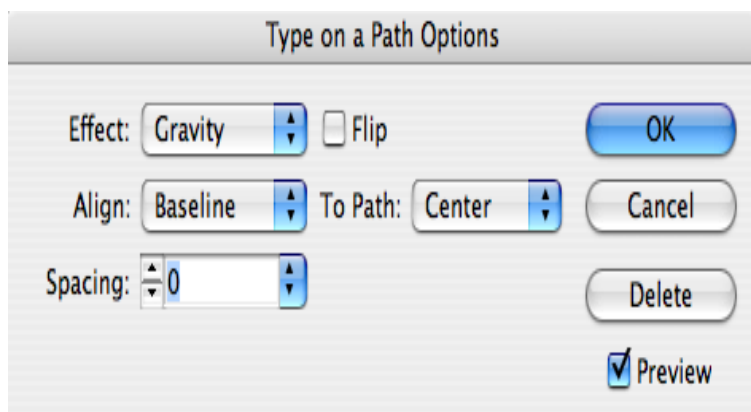 Type on a Path Options
Effect: Gravity Flip OK
Align: Baseline To Path: Center Cancel
Spacing: 0 Delete
Preview